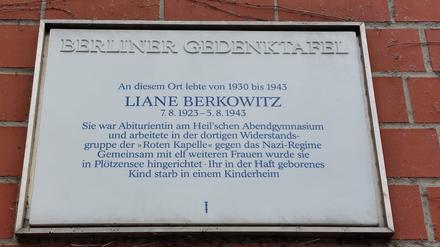 BERLINER GEDENKTAFEL
An diesem Ort lebte von 1930 bis 1943
LIANE BERKOWITZ
7. 8. 1923 – 5. 8. 1943
Sie war Abiturientin am Heil'schen Abendgymnasium
und arbeitete in der dortigen Widerstands-
gruppe der »Roten Kapelle« gegen das Nazi-Regime
Gemeinsam mit elf weiteren Frauen wurde sie
in Plötzensee hingerichtet · Ihr in der Haft geborenes
Kind starb in einem Kinderheim